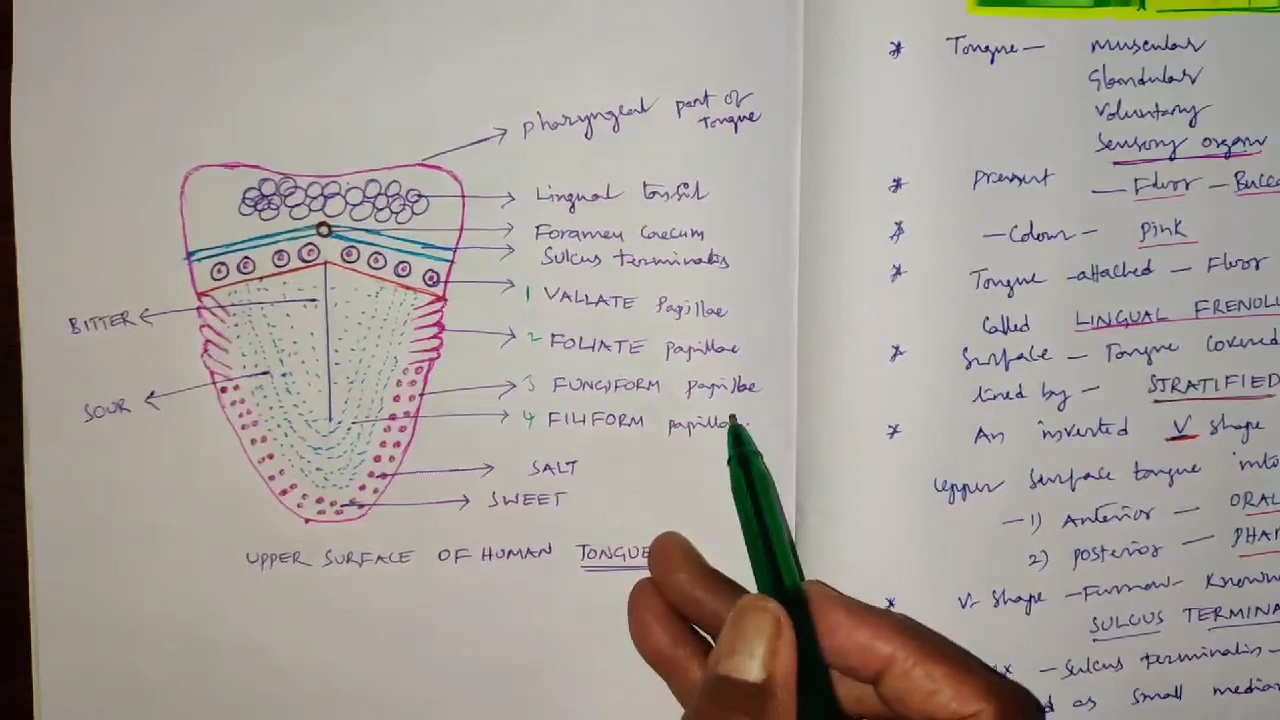 pharyngeal part of
tongue
Lingual tonsil
Foramen Caecum
Sulcus terminalis
1 VALLATE Papillae
2 FOLIATE papillae
3 FUNGIFORM papillae
4 FILIFORM papillae
BITTER
SOUR
SALT
SWEET
UPPER SURFACE OF HUMAN TONGUE
* Tongue — muscular
Glandular
Voluntary
Sensory organ
* Present — Floor — Bucca
* — Colour — Pink
* Tongue — attached — Floor
Called LINGUAL FRENUL
* Surface — Tongue covered
lined by — STRATIFIED
* An inverted V shape
Upper Surface tongue into
— 1) Anterior — ORAL
2) posterior — PHAR
* V- shape — Furrow — Known
SULCUS TERMINA
* — Sulcus terminalis —
as small median